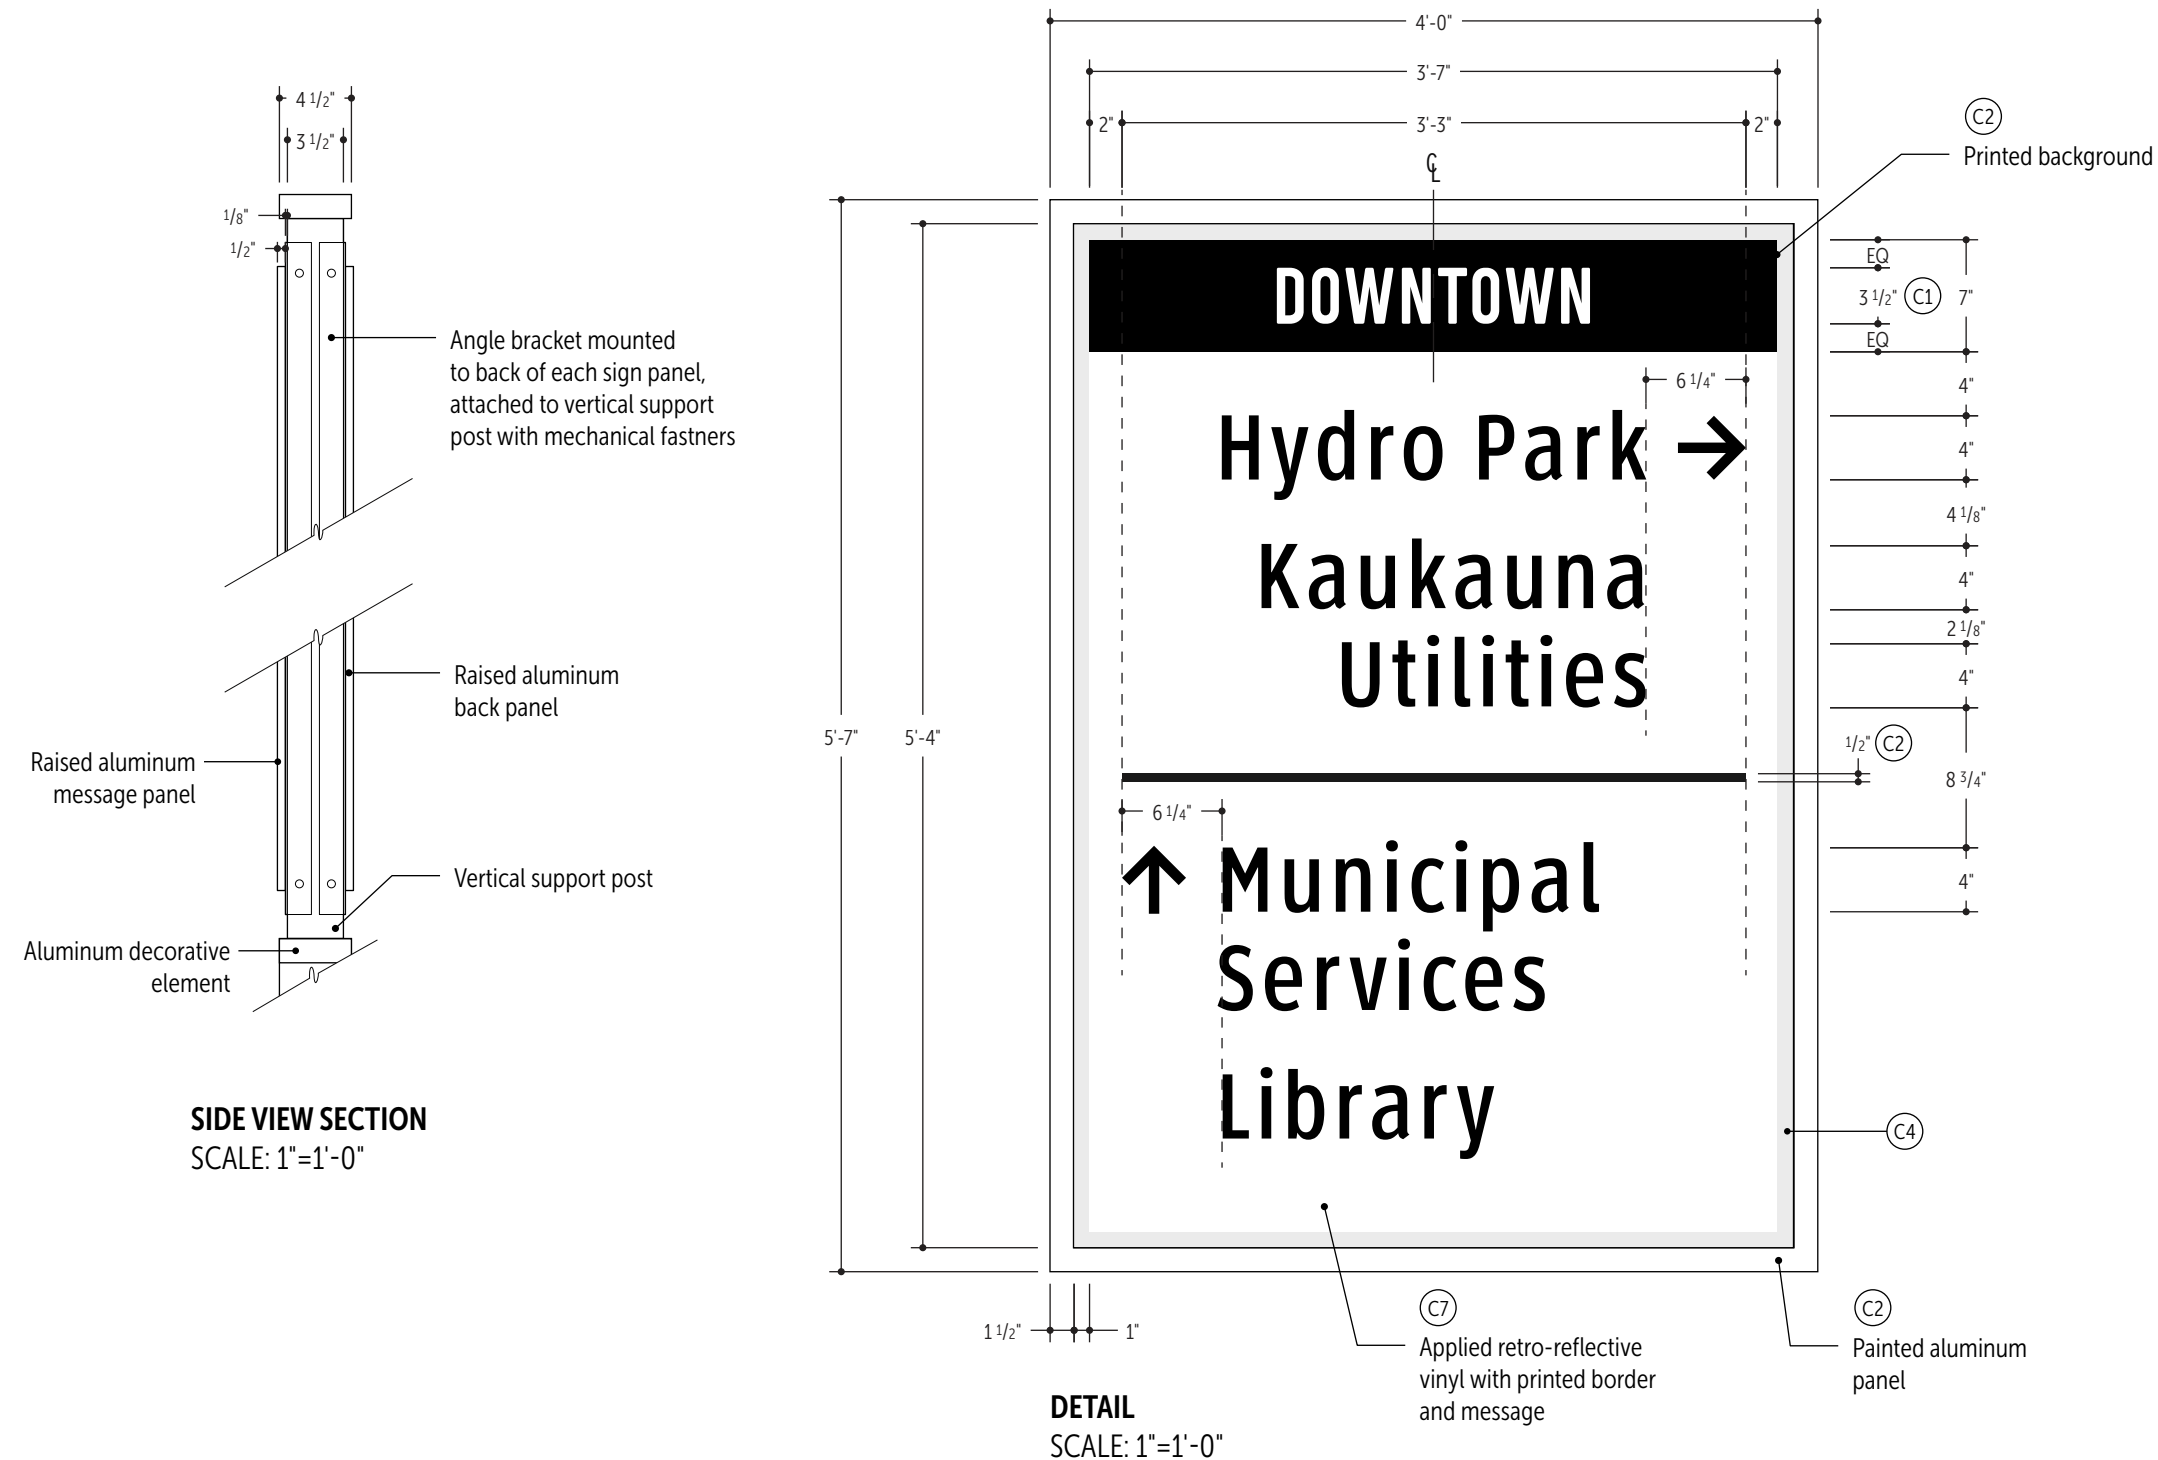 4'-0"
3'-7"
2" 3'-3" 2"
℄
C2
Printed background
4 1/2"
3 1/2"
1/8"
1/2"
Angle bracket mounted
to back of each sign panel,
attached to vertical support
post with mechanical fastners
Raised aluminum
back panel
Raised aluminum
message panel
Vertical support post
Aluminum decorative
element
SIDE VIEW SECTION
SCALE: 1"=1'-0"
5'-7"
5'-4"
DOWNTOWN
6 1/4"
Hydro Park →
Kaukauna
Utilities
6 1/4"
↑ Municipal
Services
Library
EQ
3 1/2" C1 7"
EQ
4"
4"
4 1/8"
4"
2 1/8"
4"
1/2" C2
8 3/4"
4"
C4
1 1/2" 1"
C7
Applied retro-reflective
vinyl with printed border
and message
C2
Painted aluminum
panel
DETAIL
SCALE: 1"=1'-0"